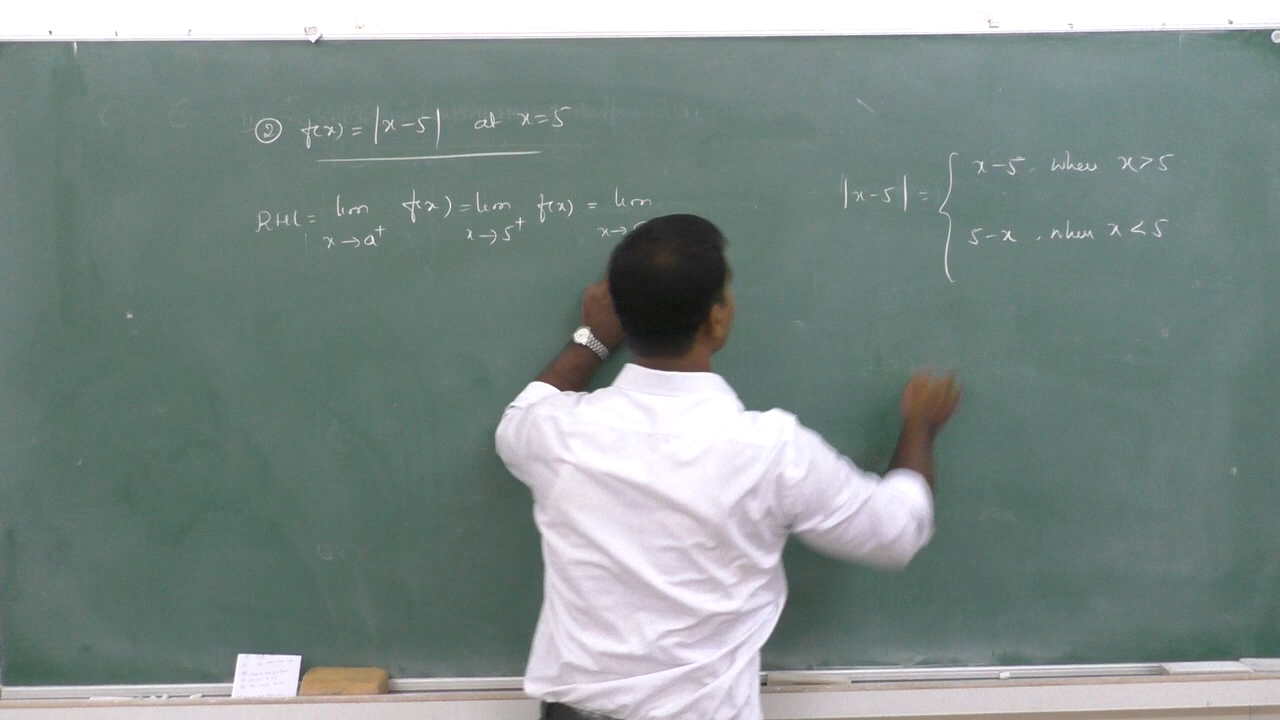 ② f(x) = |x-5| at x=5
RHL = lim x→a⁺ f(x) = lim x→5⁺ f(x) = lim x→
|x-5| = { x-5 when x>5
5-x , when x<5